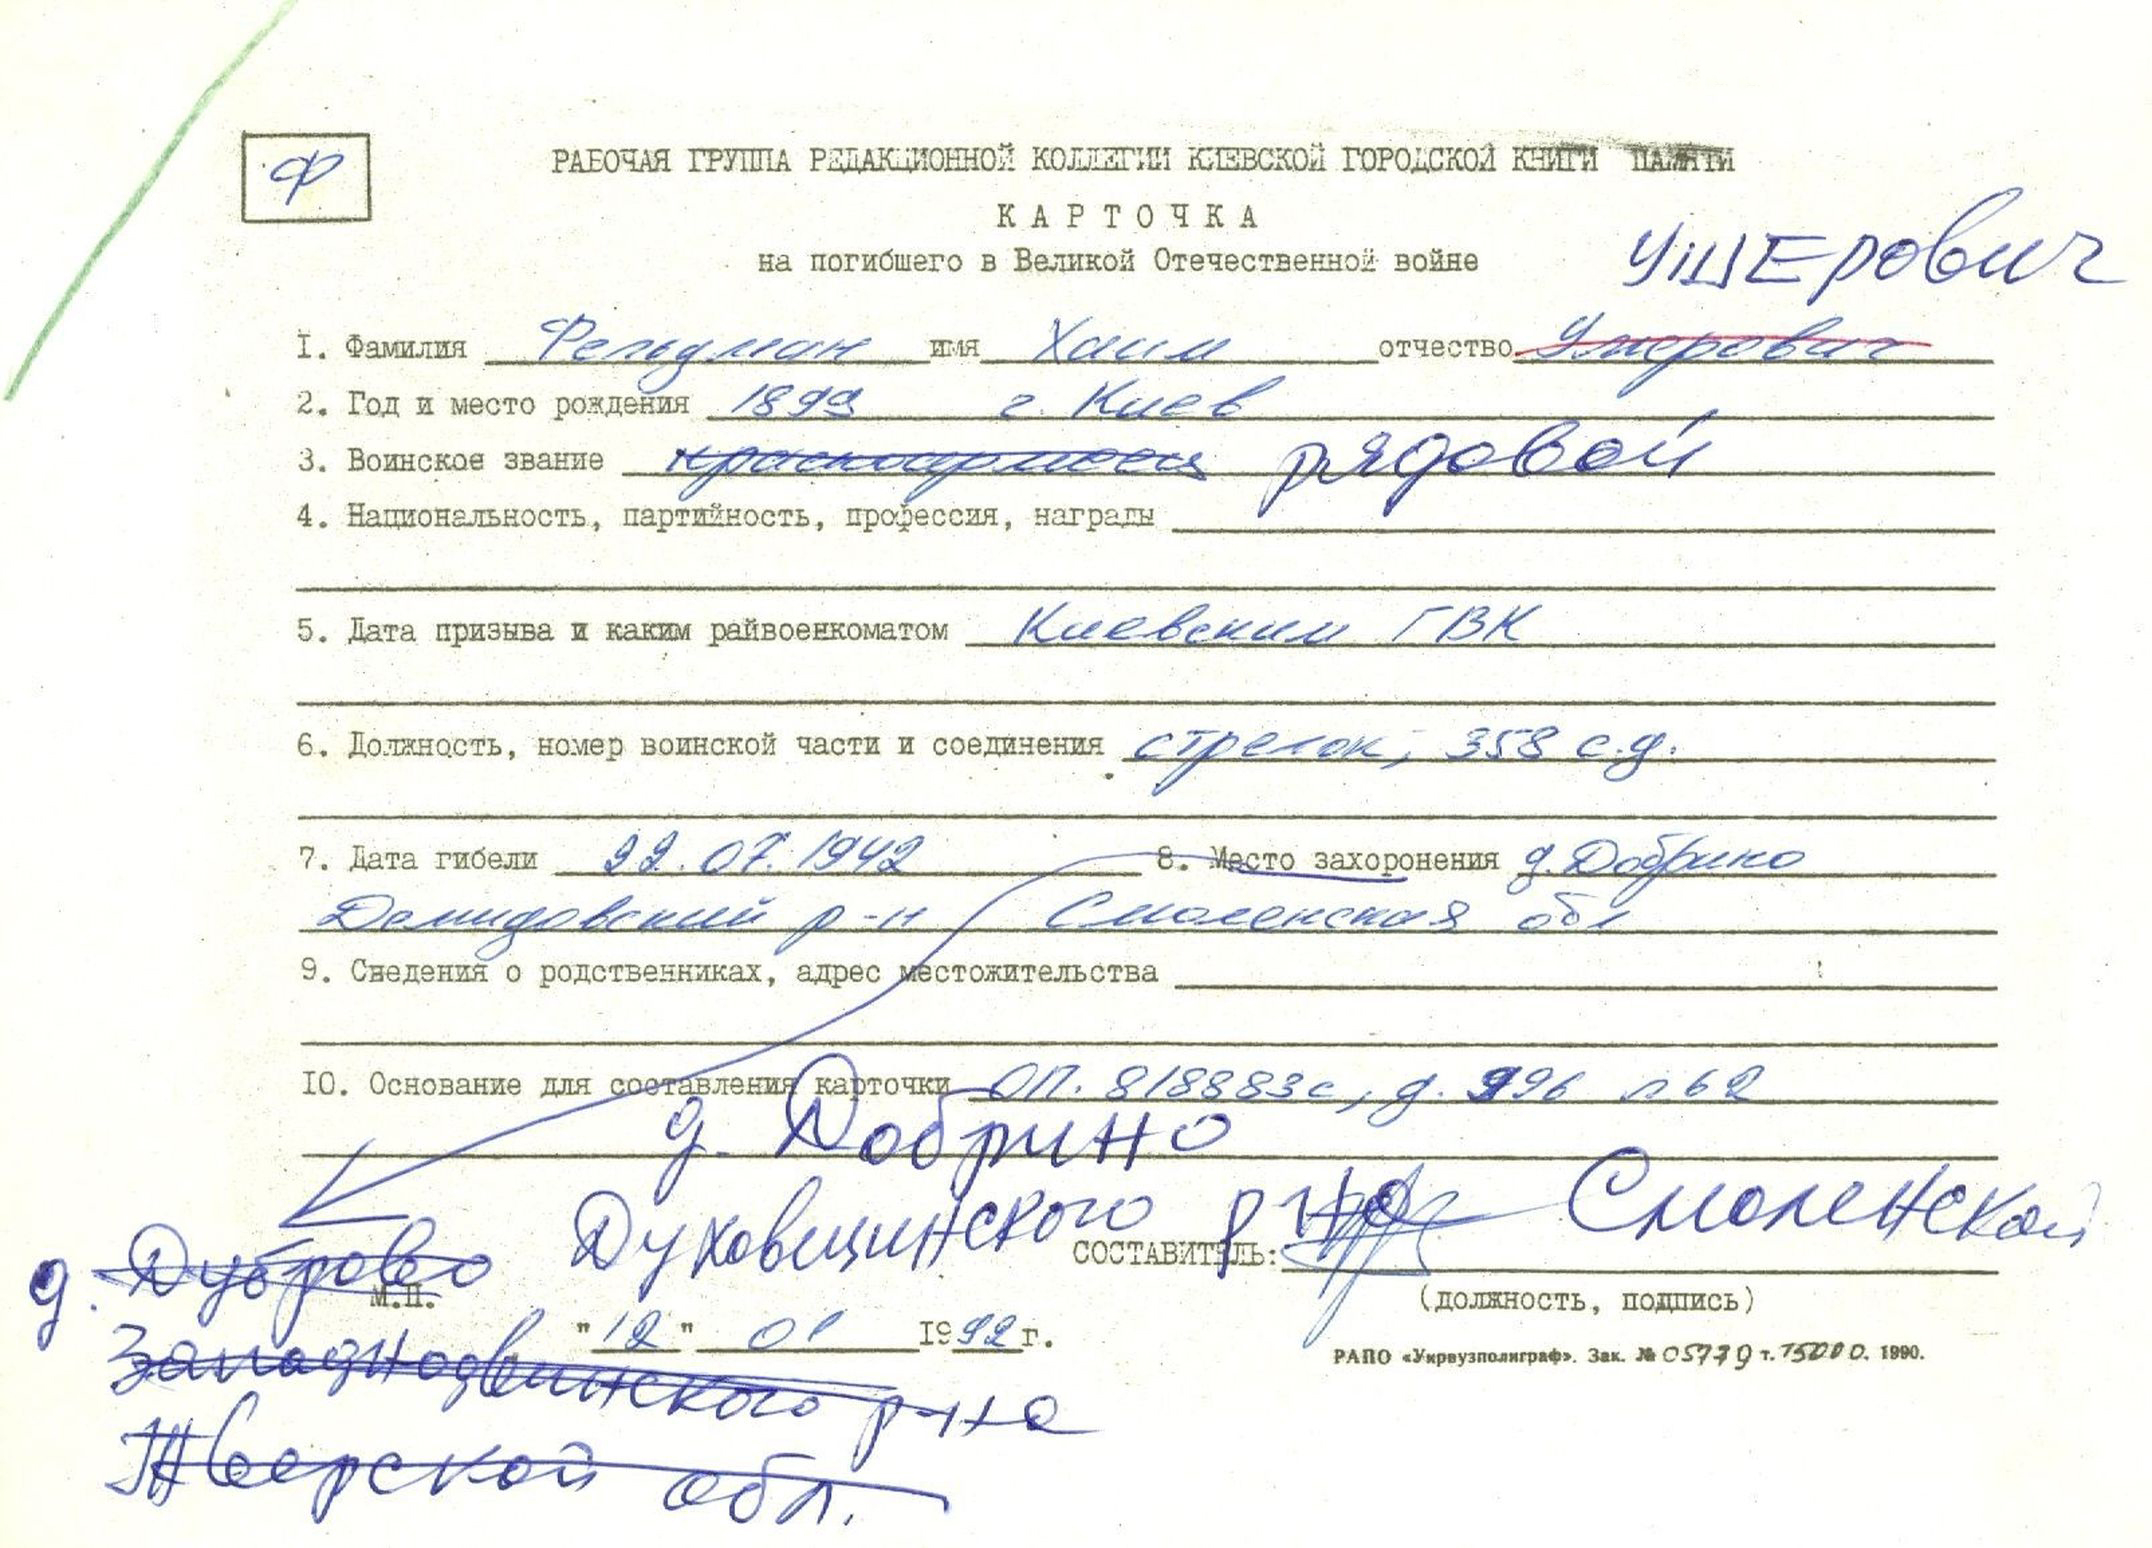 Ф
РАБОЧАЯ ГРУППА РЕДАКЦИОННОЙ КОЛЛЕГИИ КИЕВСКОЙ ГОРОДСКОЙ КНИГИ ПАМЯТИ
КАРТОЧКА
на погибшего в Великой Отечественной войне
УШЕРОВИЧ
I. Фамилия Фельдман имя Хаим отчество Умерович
2. Год и место рождения 1899 г. Киев
3. Воинское звание красноармеец рядовой
4. Национальность, партийность, профессия, награды
5. Дата призыва и каким райвоенкоматом Киевским ГВК
6. Должность, номер воинской части и соединения стрелок, 358 с.д.
7. Дата гибели 22.07.1942 8. Место захоронения д. Добрино
Демидовский р-н Смоленская обл
9. Сведения о родственниках, адрес местожительства
IO. Основание для составления карточки ОП. 818883с, д. 996 л.62
д. Добрино
Духовщинского р-на Смоленской
СОСТАВИТЕЛЬ:
д. Дуброво
М.П.
(должность, подпись)
"12" 01 1992г.
РАПО «Укрвузполиграф». Зак. № 05779 т. 15000. 1990.
Западнодвинского р-на
Тверской обл.